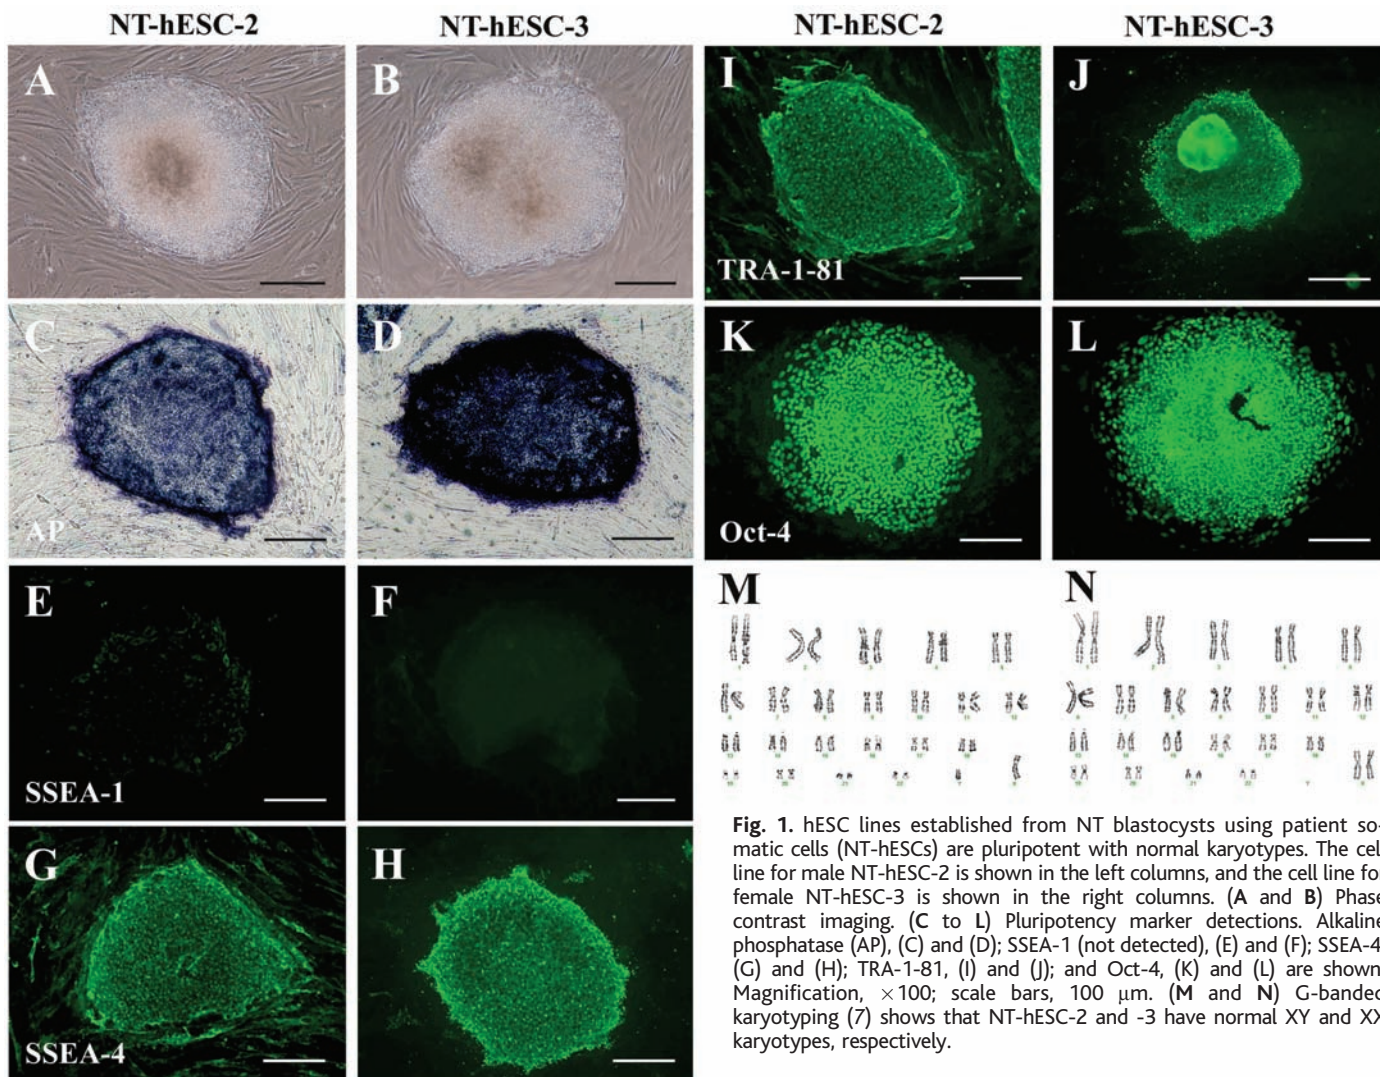 NT-hESC-2
NT-hESC-3
NT-hESC-2
NT-hESC-3
A
B
C
AP
D
E
SSEA-1
F
G
SSEA-4
H
I
TRA-1-81
J
K
Oct-4
L
M
N
Fig. 1. hESC lines established from NT blastocysts using patient so-
matic cells (NT-hESCs) are pluripotent with normal karyotypes. The cel
line for male NT-hESC-2 is shown in the left columns, and the cell line fo
female NT-hESC-3 is shown in the right columns. (A and B) Phase
contrast imaging. (C to L) Pluripotency marker detections. Alkaline
phosphatase (AP), (C) and (D); SSEA-1 (not detected), (E) and (F); SSEA-4
(G) and (H); TRA-1-81, (I) and (J); and Oct-4, (K) and (L) are shown
Magnification, ×100; scale bars, 100 μm. (M and N) G-banded
karyotyping (7) shows that NT-hESC-2 and -3 have normal XY and XX
karyotypes, respectively.